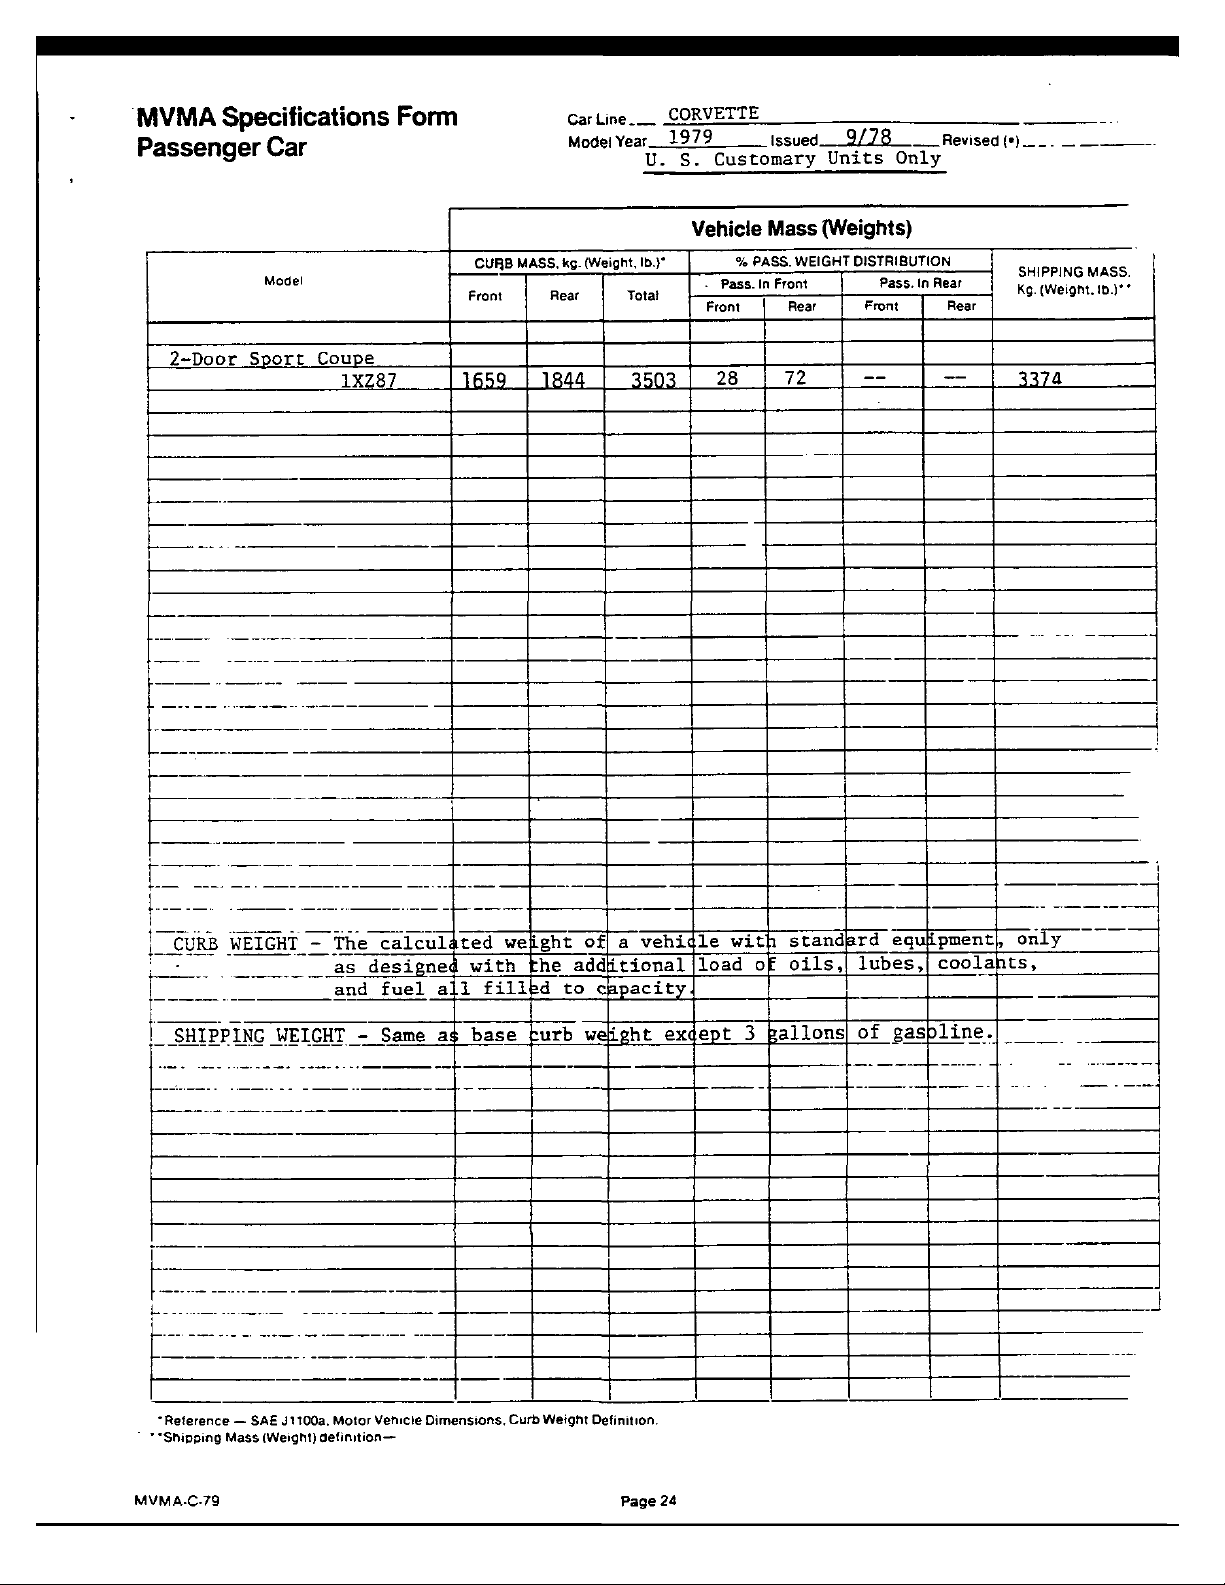 MVMA Specifications Form
Passenger Car
Car Line CORVETTE
Model Year 1979 Issued 9/78 Revised (•)
U. S. Customary Units Only
Vehicle Mass (Weights)
CURB MASS, kg. (Weight, lb.)* % PASS. WEIGHT DISTRIBUTION
Model Pass. In Front Pass. In Rear SHIPPING MASS,
Front Rear Total Front Rear Front Rear Kg. (Weight, lb.)**
2-Door Sport Coupe
1XZ87 1659 1844 3503 28 72 -- -- 3374
CURB WEIGHT - The calculated weight of a vehicle with standard equipment, only
as designed with the additional load of oils, lubes, coolants,
and fuel all filled to capacity.
SHIPPING WEIGHT - Same as base curb weight except 3 gallons of gasoline.
*Reference — SAE J1100a, Motor Vehicle Dimensions, Curb Weight Definition.
**Shipping Mass (Weight) definition—
MVMA-C-79 Page 24